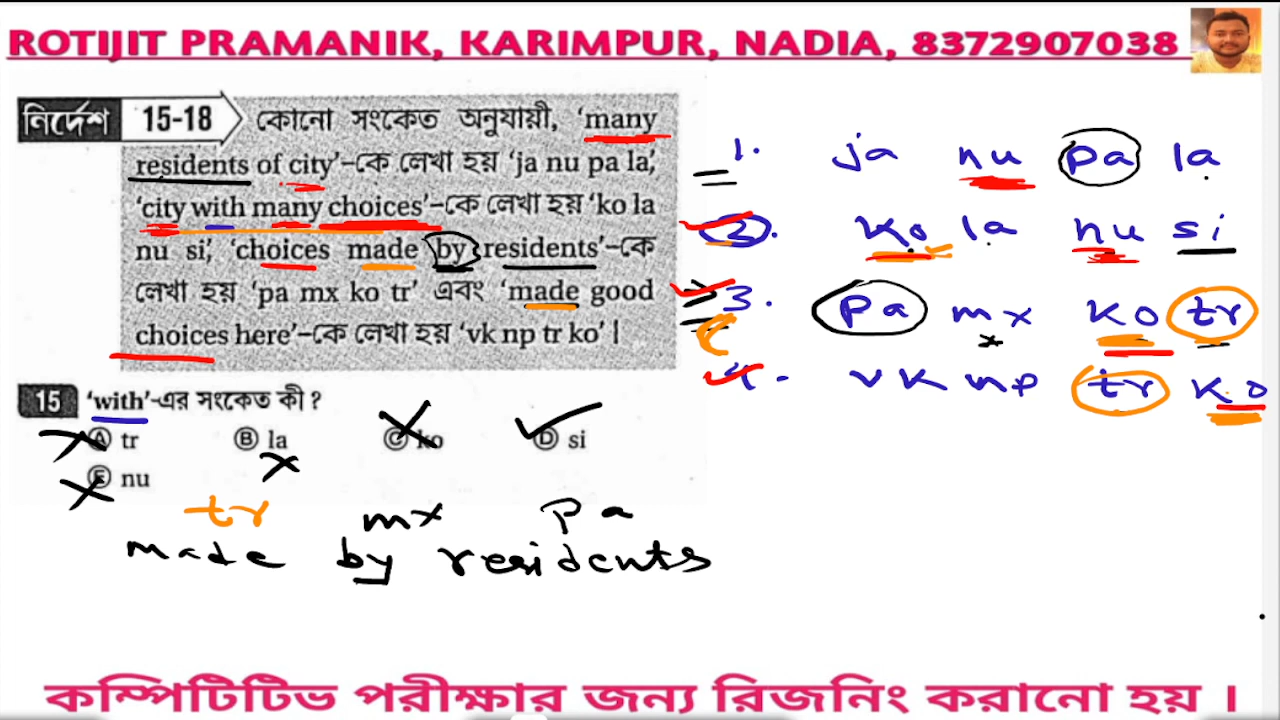 ROTIJIT PRAMANIK, KARIMPUR, NADIA, 8372907038
নির্দেশ 15-18 কোনো সংকেত অনুযায়ী, ‘many
residents of city’–কে লেখা হয় ‘ja nu pa la’,
‘city with many choices’–কে লেখা হয় ‘ko la
nu si’, ‘choices made by residents’–কে
লেখা হয় ‘pa mx ko tr’ এবং ‘made good
choices here’–কে লেখা হয় ‘vk np tr ko’।
15 ‘with’-এর সংকেত কী?
Ⓐ tr Ⓑ la Ⓒ ko Ⓓ si
Ⓔ nu
tr mx pa
made by residents
1. ja nu pa la
2. ko la nu si
3. pa mx ko tr
4. vk np tr ko
কম্পিটিটিভ পরীক্ষার জন্য রিজনিং করানো হয়।